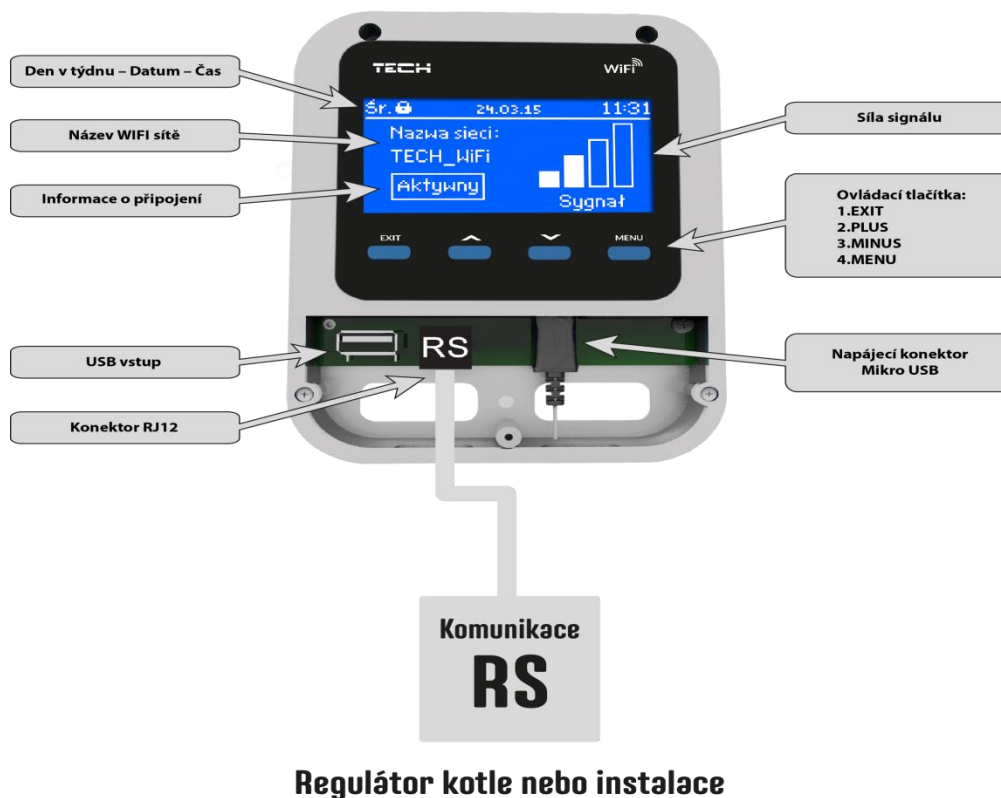 TECH
WiFi
Den v týdnu – Datum – Čas
Śr. 24.03.15 11:31
Název WIFI sítě
Nazwa sieci:
TECH_WiFi
Síla signálu
Informace o připojení
Aktywny
Sygnał
Ovládací tlačítka:
1.EXIT
2.PLUS
3.MINUS
4.MENU
EXIT
MENU
USB vstup
RS
Napájecí konektor
Mikro USB
Konektor RJ12
Komunikace
RS
Regulátor kotle nebo instalace